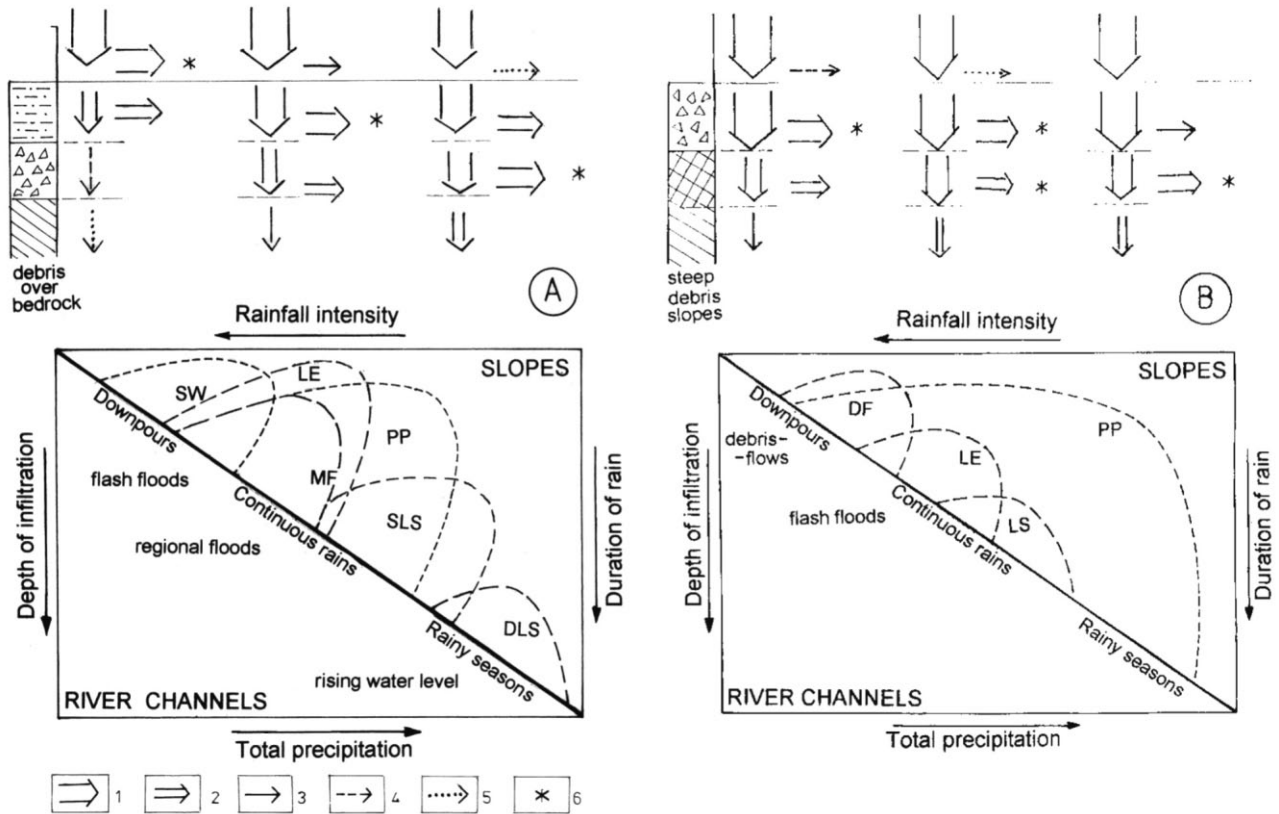 debris
over
bedrock
A
Rainfall intensity
SLOPES
SW
LE
PP
MF
SLS
DLS
Downpours
Continuous rains
Rainy seasons
flash floods
regional floods
rising water level
RIVER CHANNELS
Depth of infiltration
Duration of rain
Total precipitation
steep
debris
slopes
B
Rainfall intensity
SLOPES
DF
LE
PP
LS
Downpours
Continuous rains
Rainy seasons
debris-
-flows
flash floods
RIVER CHANNELS
Depth of infiltration
Duration of rain
Total precipitation
1 2 3 4 5 * 6